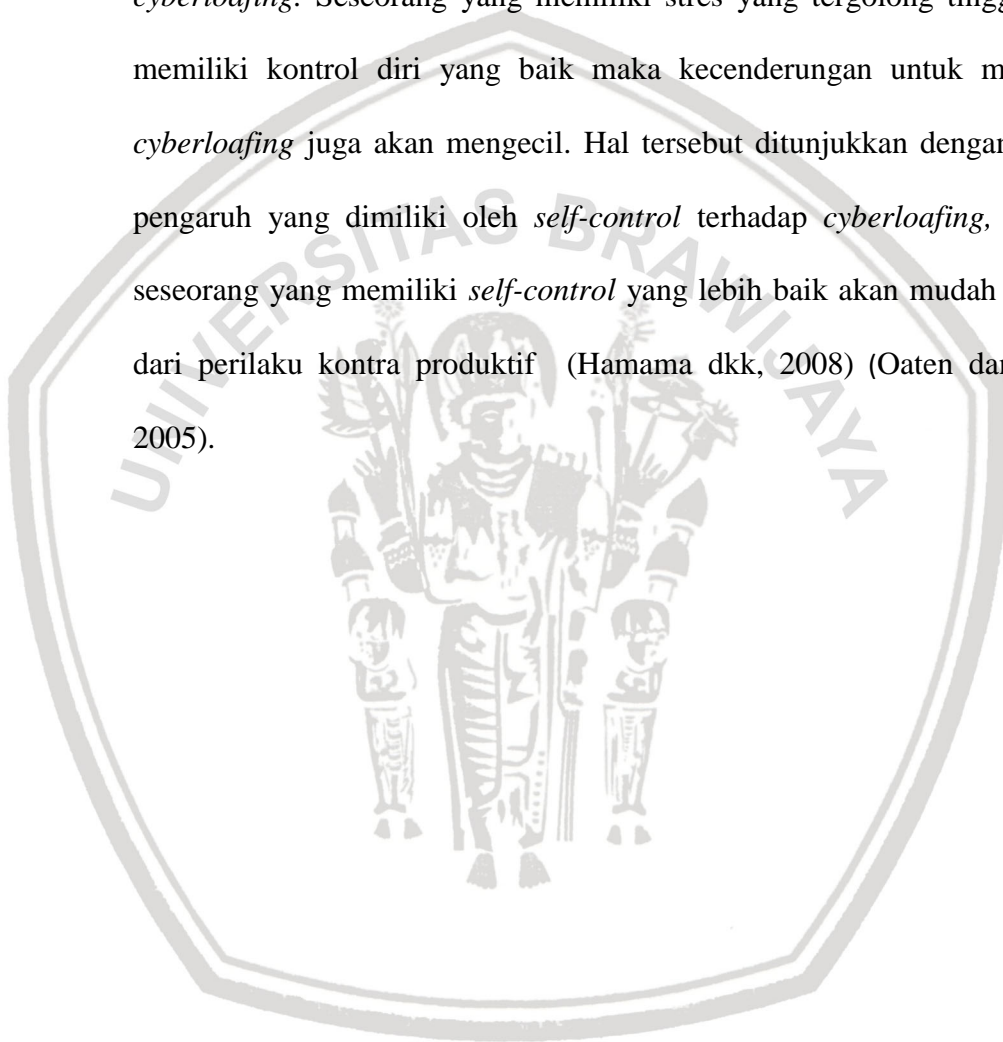 cyberloafing. Seseorang yang memiliki stres yang tergolong
memiliki kontrol diri yang baik maka kecenderungan untuk
cyberloafing juga akan mengecil. Hal tersebut ditunjukkan dengan
pengaruh yang dimiliki oleh self-control terhadap cyberloafing,
seseorang yang memiliki self-control yang lebih baik akan mudah
dari perilaku kontra produktif (Hamama dkk, 2008) (Oaten
2005).
UNIVERSITAS BRAWIJAYA